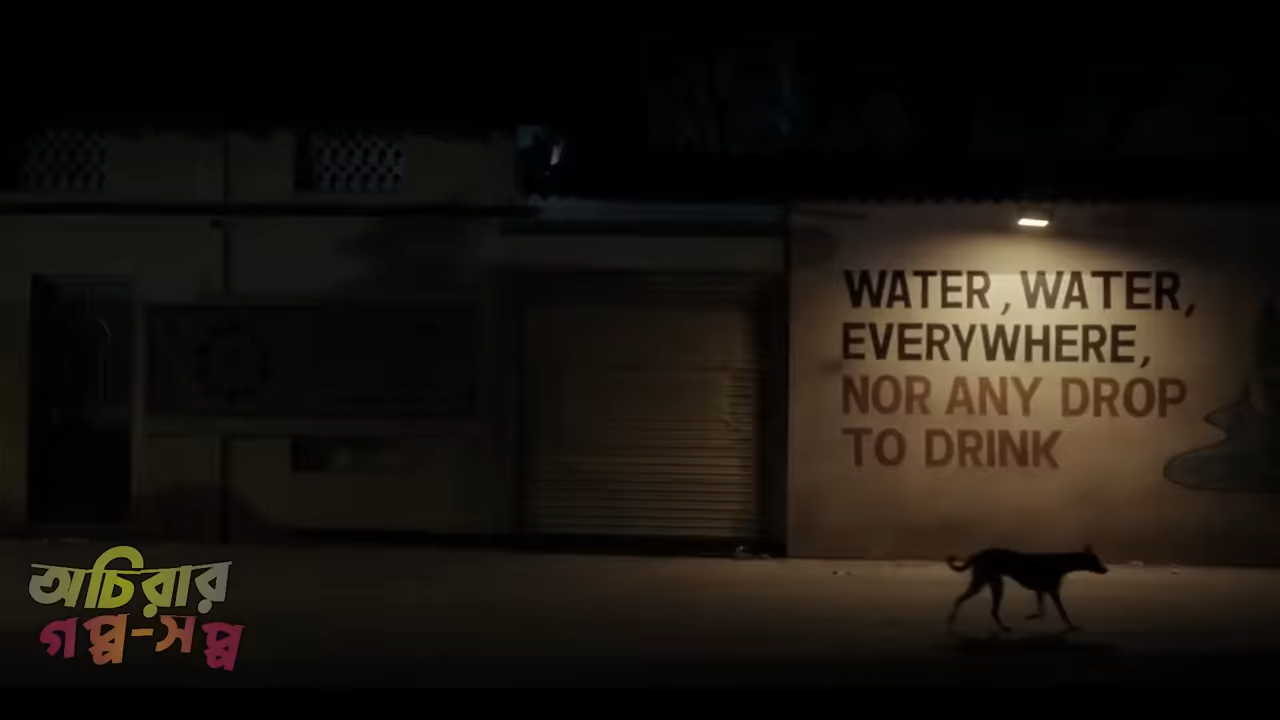 WATER, WATER,
EVERYWHERE,
NOR ANY DROP
TO DRINK
অচিরার
গল্প-সল্প